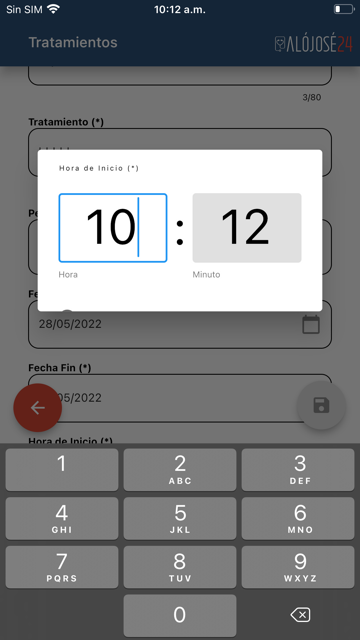 Sin SIM
10:12 a.m.
Tratamientos
ALÓJOSÉ24
3/80
Tratamiento (*)
Hora de Inicio (*)
10 : 12
Hora
Minuto
28/05/2022
Fecha Fin (*)
05/2022
Hora de Inicio (*)
1
2 ABC
3 DEF
4 GHI
5 JKL
6 MNO
7 PQRS
8 TUV
9 WXYZ
0